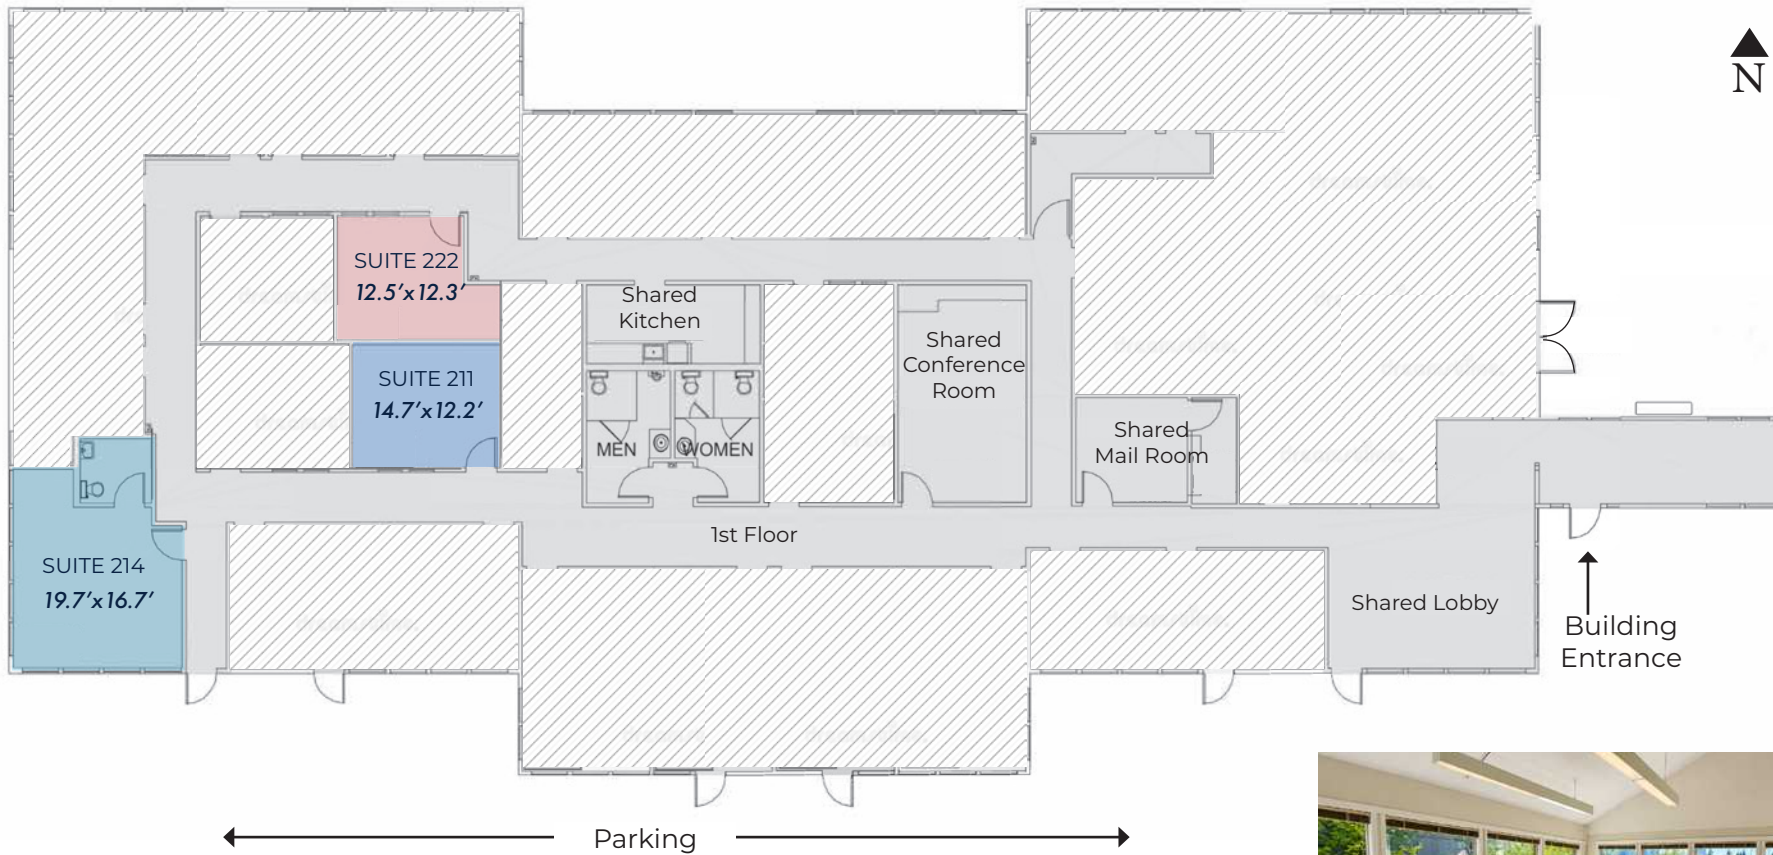 N
SUITE 222
12.5’x12.3’
Shared
Kitchen
Shared
Conference
Room
SUITE 211
14.7’x12.2’
MEN
WOMEN
Shared
Mail Room
1st Floor
SUITE 214
19.7’x16.7’
Shared Lobby
Building
Entrance
Parking